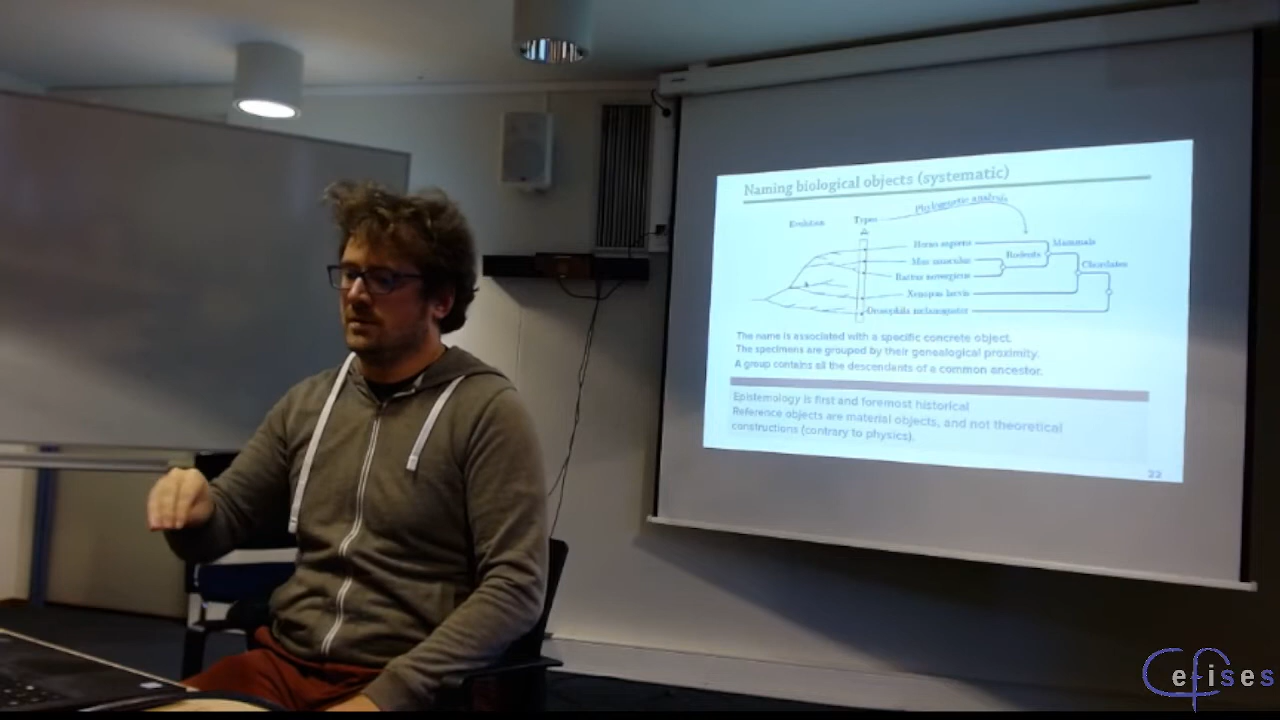 Naming biological objects (systematic)
Phylogenetic analysis
Evolution
Types
Homo sapiens
Mammals
Mus musculus
Rodents
Rattus norvegicus
Chordates
Xenopus laevis
Drosophila melanogaster
The name is associated with a specific concrete object.
The specimens are grouped by their genealogical proximity.
A group contains all the descendants of a common ancestor.
Epistemology is first and foremost historical
Reference objects are material objects, and not theoretical
constructions (contrary to physics).
22
Cefises